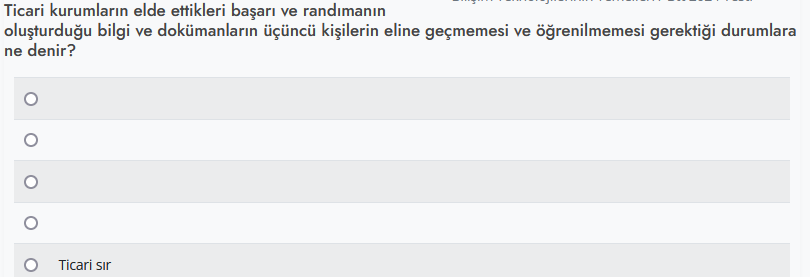 Ticari kurumların elde ettikleri başarı ve randımanın
oluşturduğu bilgi ve dokümanların üçüncü kişilerin eline geçmemesi ve öğrenilmemesi gerektiği durumlara
ne denir?
Ticari sır